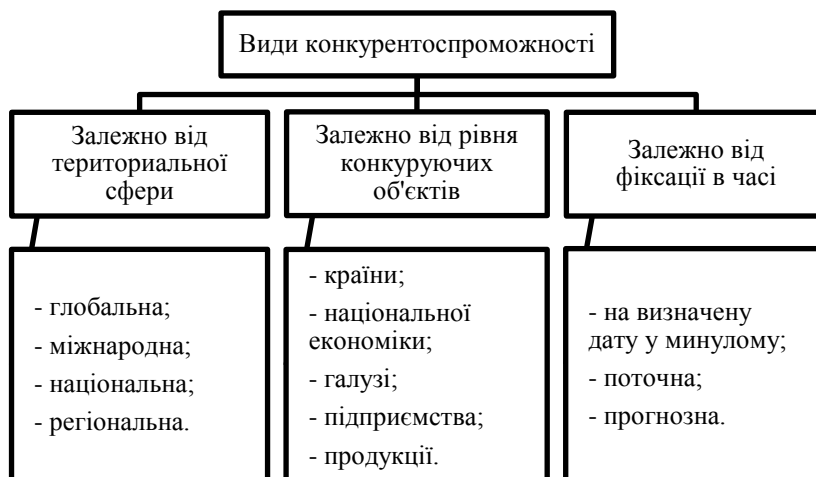 Види конкурентоспроможності
Залежно від
териториальної
сфери
Залежно від рівня
конкуруючих
об'єктів
Залежно від
фіксації в часі
- глобальна;
- міжнародна;
- національна;
- регіональна.
- країни;
- національної
економіки;
- галузі;
- підприємства;
- продукції.
- на визначену
дату у минулому;
- поточна;
- прогнозна.